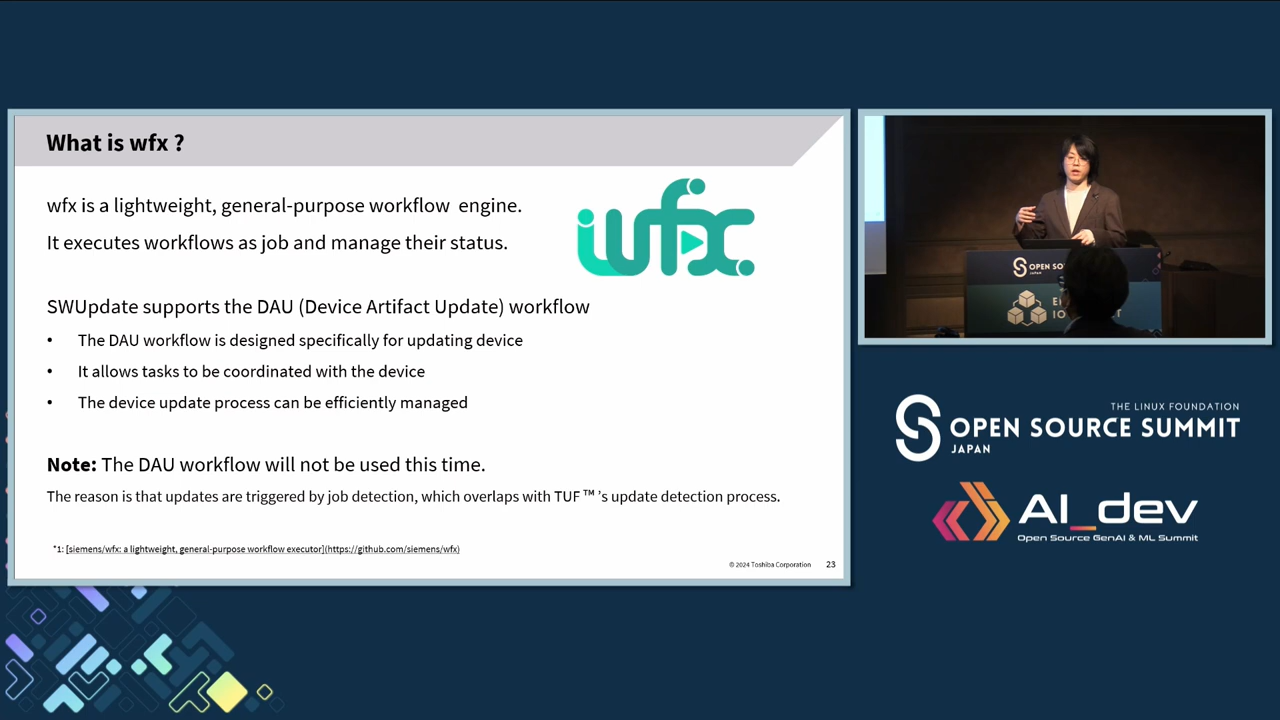 What is wfx ?
wfx is a lightweight, general-purpose workflow  engine.
It executes workflows as job and manage their status.
wfx
SWUpdate supports the DAU (Device Artifact Update) workflow
• The DAU workflow is designed specifically for updating device
• It allows tasks to be coordinated with the device
• The device update process can be efficiently managed
Note: The DAU workflow will not be used this time.
The reason is that updates are triggered by job detection, which overlaps with TUF™'s update detection process.
*1: [siemens/wfx: a lightweight, general-purpose workflow executor](https://github.com/siemens/wfx)
© 2024 Toshiba Corporation 23
OPEN
THE LINUX FOUNDATION
OPEN SOURCE SUMMIT
JAPAN
AI_dev
Open Source GenAI & ML Summit